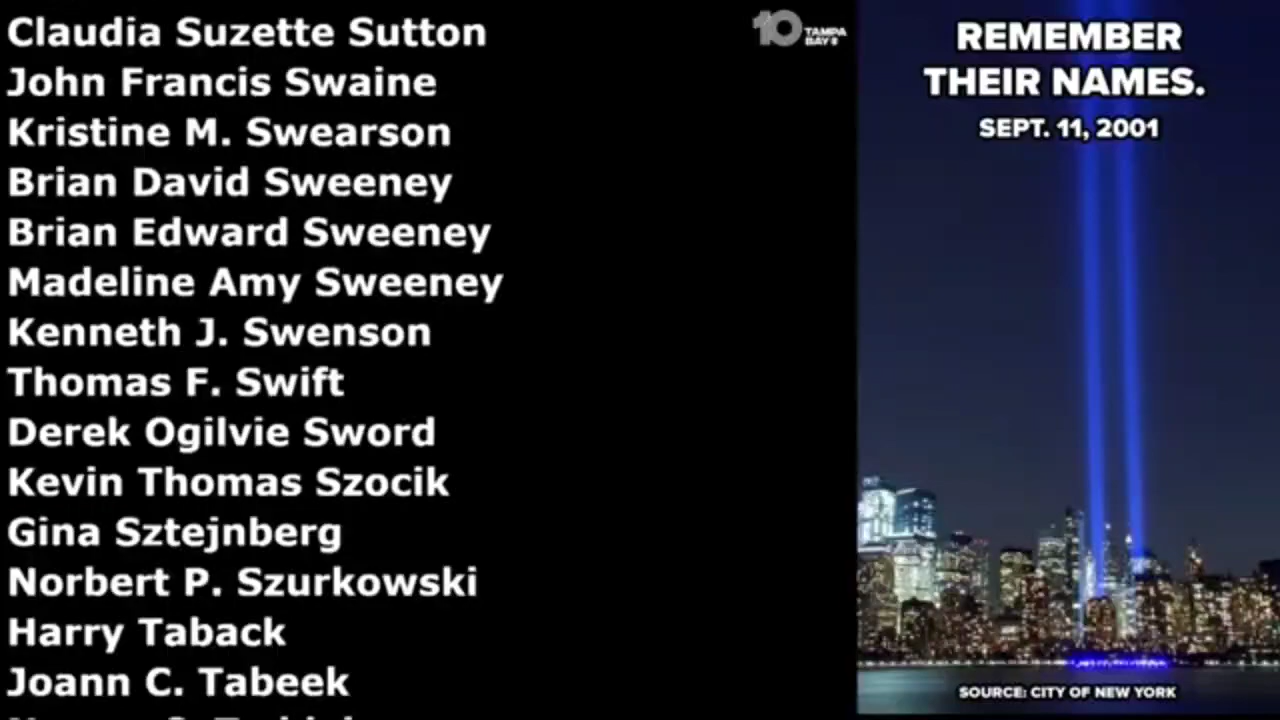 Claudia Suzette Sutton
John Francis Swaine
Kristine M. Swearson
Brian David Sweeney
Brian Edward Sweeney
Madeline Amy Sweeney
Kenneth J. Swenson
Thomas F. Swift
Derek Ogilvie Sword
Kevin Thomas Szocik
Gina Sztejnberg
Norbert P. Szurkowski
Harry Taback
Joann C. Tabeek
10 TAMPA
BAY
REMEMBER
THEIR NAMES.
SEPT. 11, 2001
SOURCE: CITY OF NEW YORK